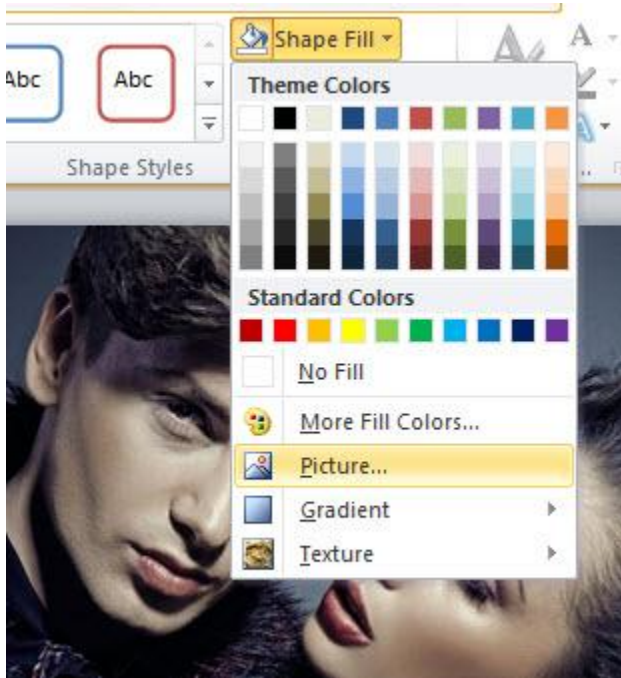 Shape Fill
A
A
Abc
Abc
Theme Colors
A
Shape Styles
Standard Colors
No Fill
More Fill Colors...
Picture...
Gradient
Texture